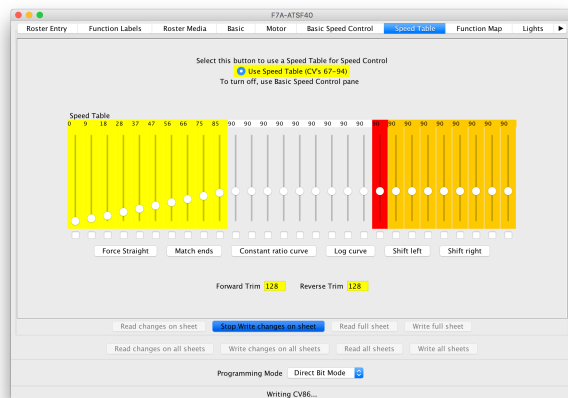 F7A-ATSF40
Roster Entry Function Labels Roster Media Basic Motor Basic Speed Control Speed Table Function Map Lights
Select this button to use a Speed Table for Speed Control
Use Speed Table (CV's 67-94)
To turn off, use Basic Speed Control pane
Speed Table
0 9 18 28 37 47 56 66 75 85 90 90 90 90 90 90 90 90 90 90 90 90 90 90 90 90 90 90
Force Straight Match ends Constant ratio curve Log curve Shift left Shift right
Forward Trim 128 Reverse Trim 128
Read changes on sheet Stop Write changes on sheet Read full sheet Write full sheet
Read changes on all sheets Write changes on all sheets Read all sheets Write all sheets
Programming Mode Direct Bit Mode
Writing CV86...